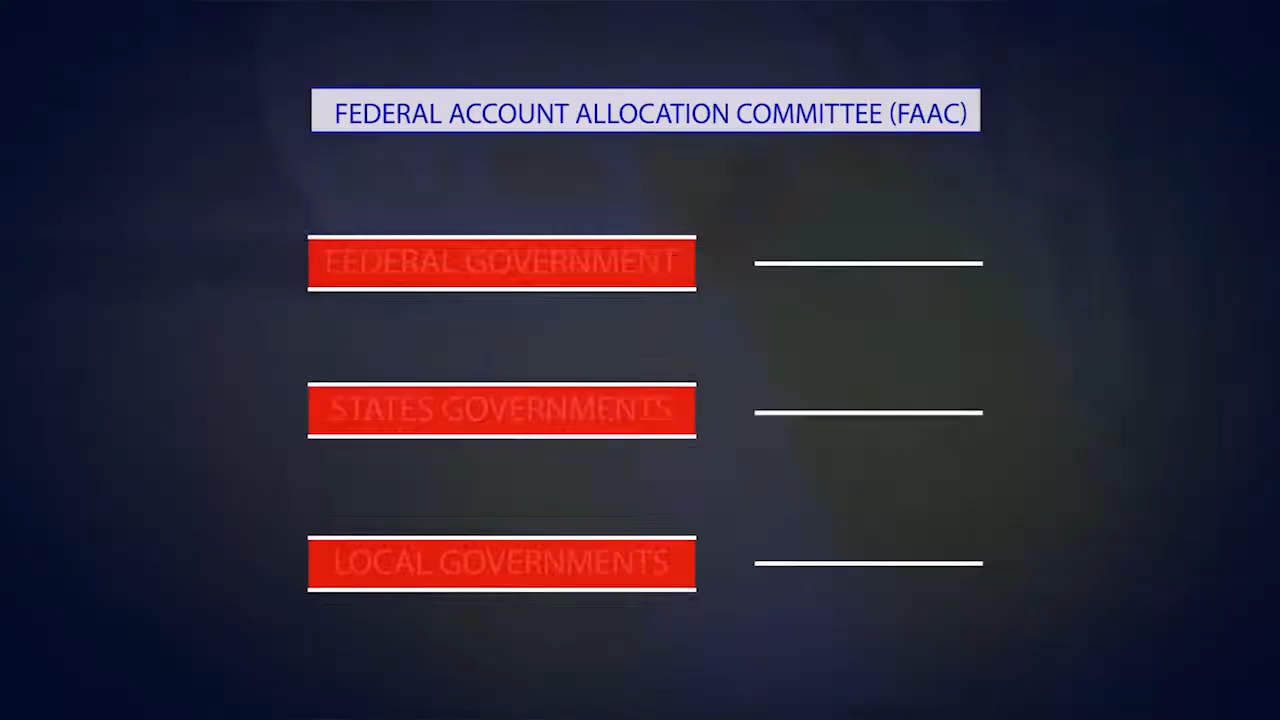 FEDERAL ACCOUNT ALLOCATION COMMITTEE (FAAC)
FEDERAL GOVERNMENT
STATES GOVERNMENTS
LOCAL GOVERNMENTS